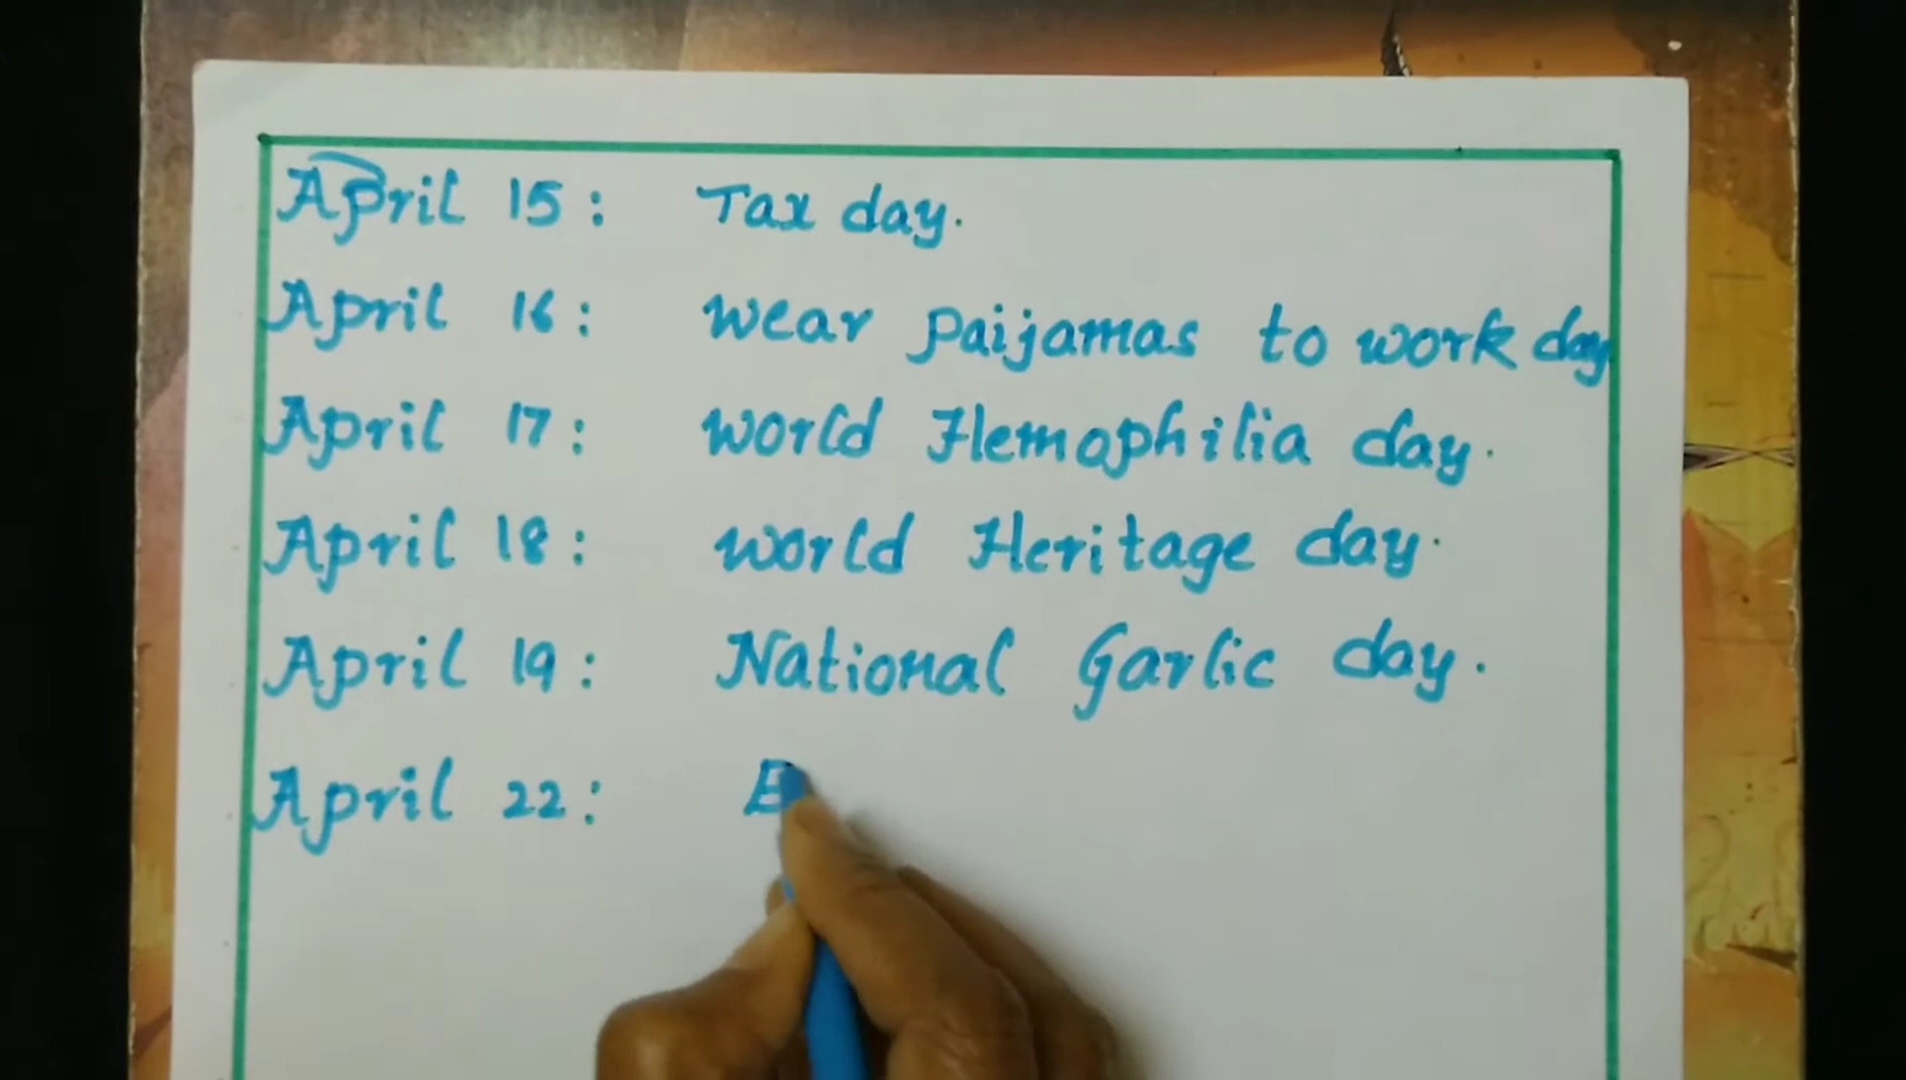 April 15: Tax day.
April 16: wear paijamas to work day
April 17: world Hemophilia day.
April 18: world Heritage day.
April 19: National Garlic day.
April 22: E